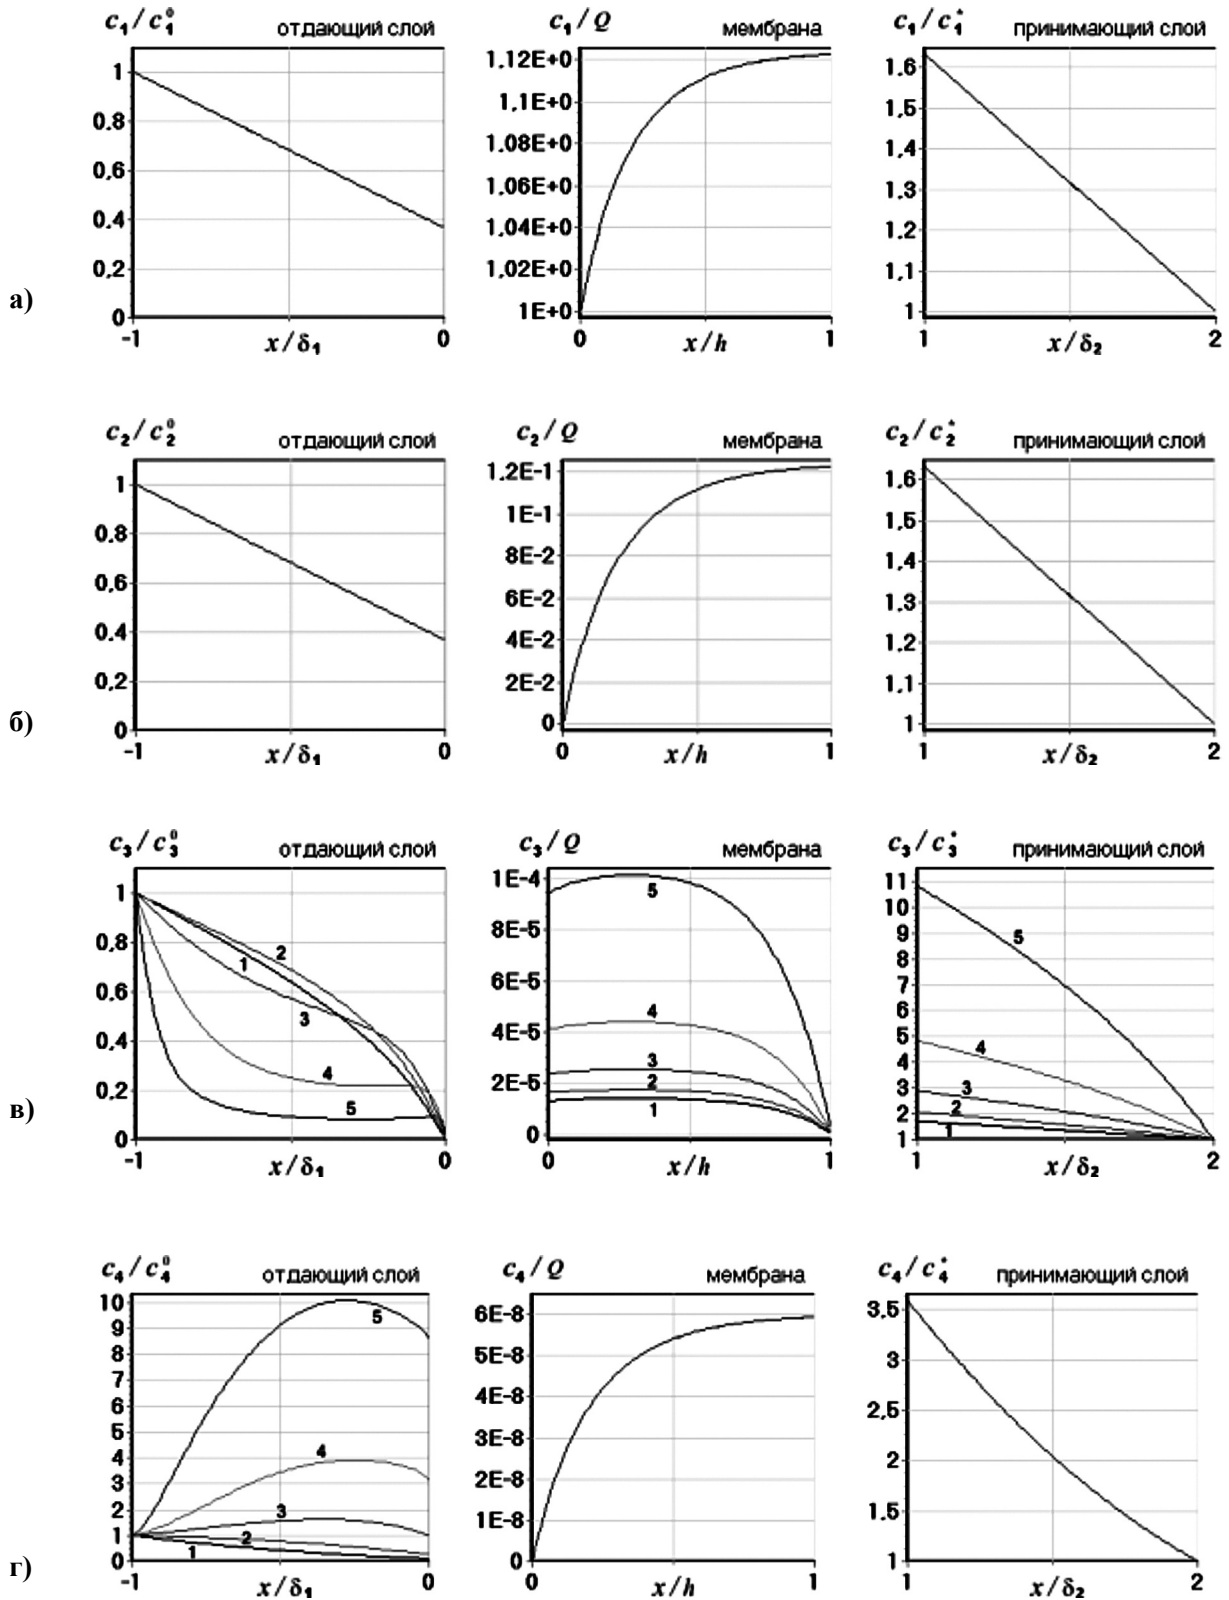 c₁/c₁⁰ отдающий слой
c₁/Q мембрана
c₁/c₁* принимающий слой
1
0,8
0,6
0,4
0,2
0
-1 0
x/δ₁
1,12E+0
1,1E+0
1,08E+0
1,06E+0
1,04E+0
1,02E+0
1E+0
0 1
x/h
1,6
1,5
1,4
1,3
1,2
1,1
1
1 2
x/δ₂
а)
c₂/c₂⁰ отдающий слой
c₂/Q мембрана
c₂/c₂* принимающий слой
1
0,8
0,6
0,4
0,2
0
-1 0
x/δ₁
1,2E-1
1E-1
8E-2
6E-2
4E-2
2E-2
0
0 1
x/h
1,6
1,5
1,4
1,3
1,2
1,1
1
1 2
x/δ₂
б)
c₃/c₃⁰ отдающий слой
c₃/Q мембрана
c₃/c₃* принимающий слой
1
0,8
0,6
0,4
0,2
0
2
1
3
4
5
-1 0
x/δ₁
1E-4
8E-5
6E-5
4E-5
2E-5
0
5
4
3
2
1
0 1
x/h
11
10
9
8
7
6
5
4
3
2
1
5
4
3
2
1
1 2
x/δ₂
в)
c₄/c₄⁰ отдающий слой
c₄/Q мембрана
c₄/c₄* принимающий слой
10
9
8
7
6
5
4
3
2
1
0
5
4
3
2
1
-1 0
x/δ₁
6E-8
5E-8
4E-8
3E-8
2E-8
1E-8
0
0 1
x/h
3,5
3
2,5
2
1,5
1
1 2
x/δ₂
г)